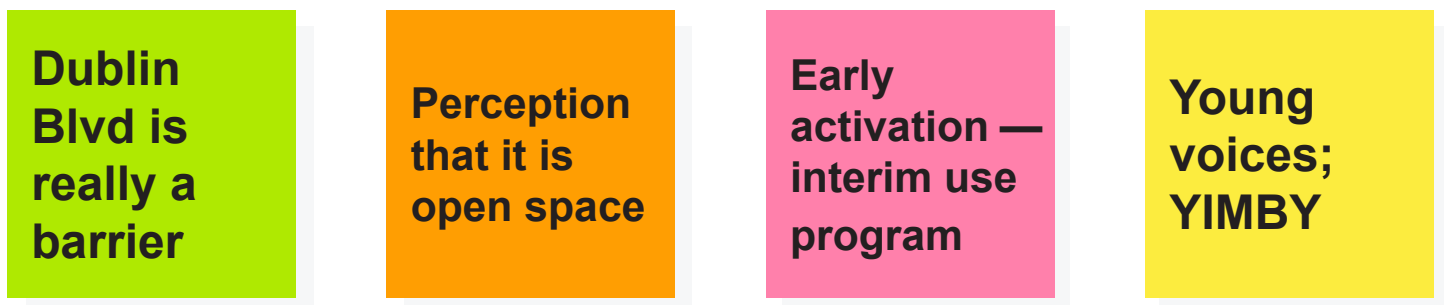 Dublin
Blvd is
really a
barrier
Perception
that it is
open space
Early
activation —
interim use
program
Young
voices;
YIMBY